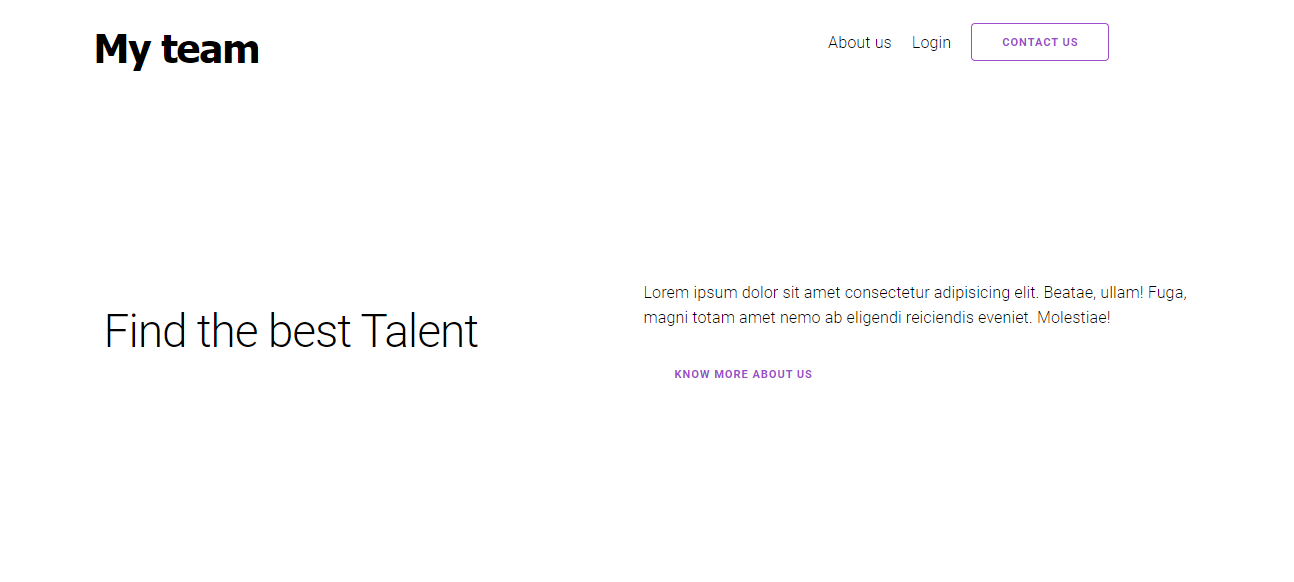 My team
About us
Login
CONTACT US
Find the best Talent
Lorem ipsum dolor sit amet consectetur adipisicing elit. Beatae, ullam! Fuga,
magni totam amet nemo ab eligendi reiciendis eveniet. Molestiae!
KNOW MORE ABOUT US